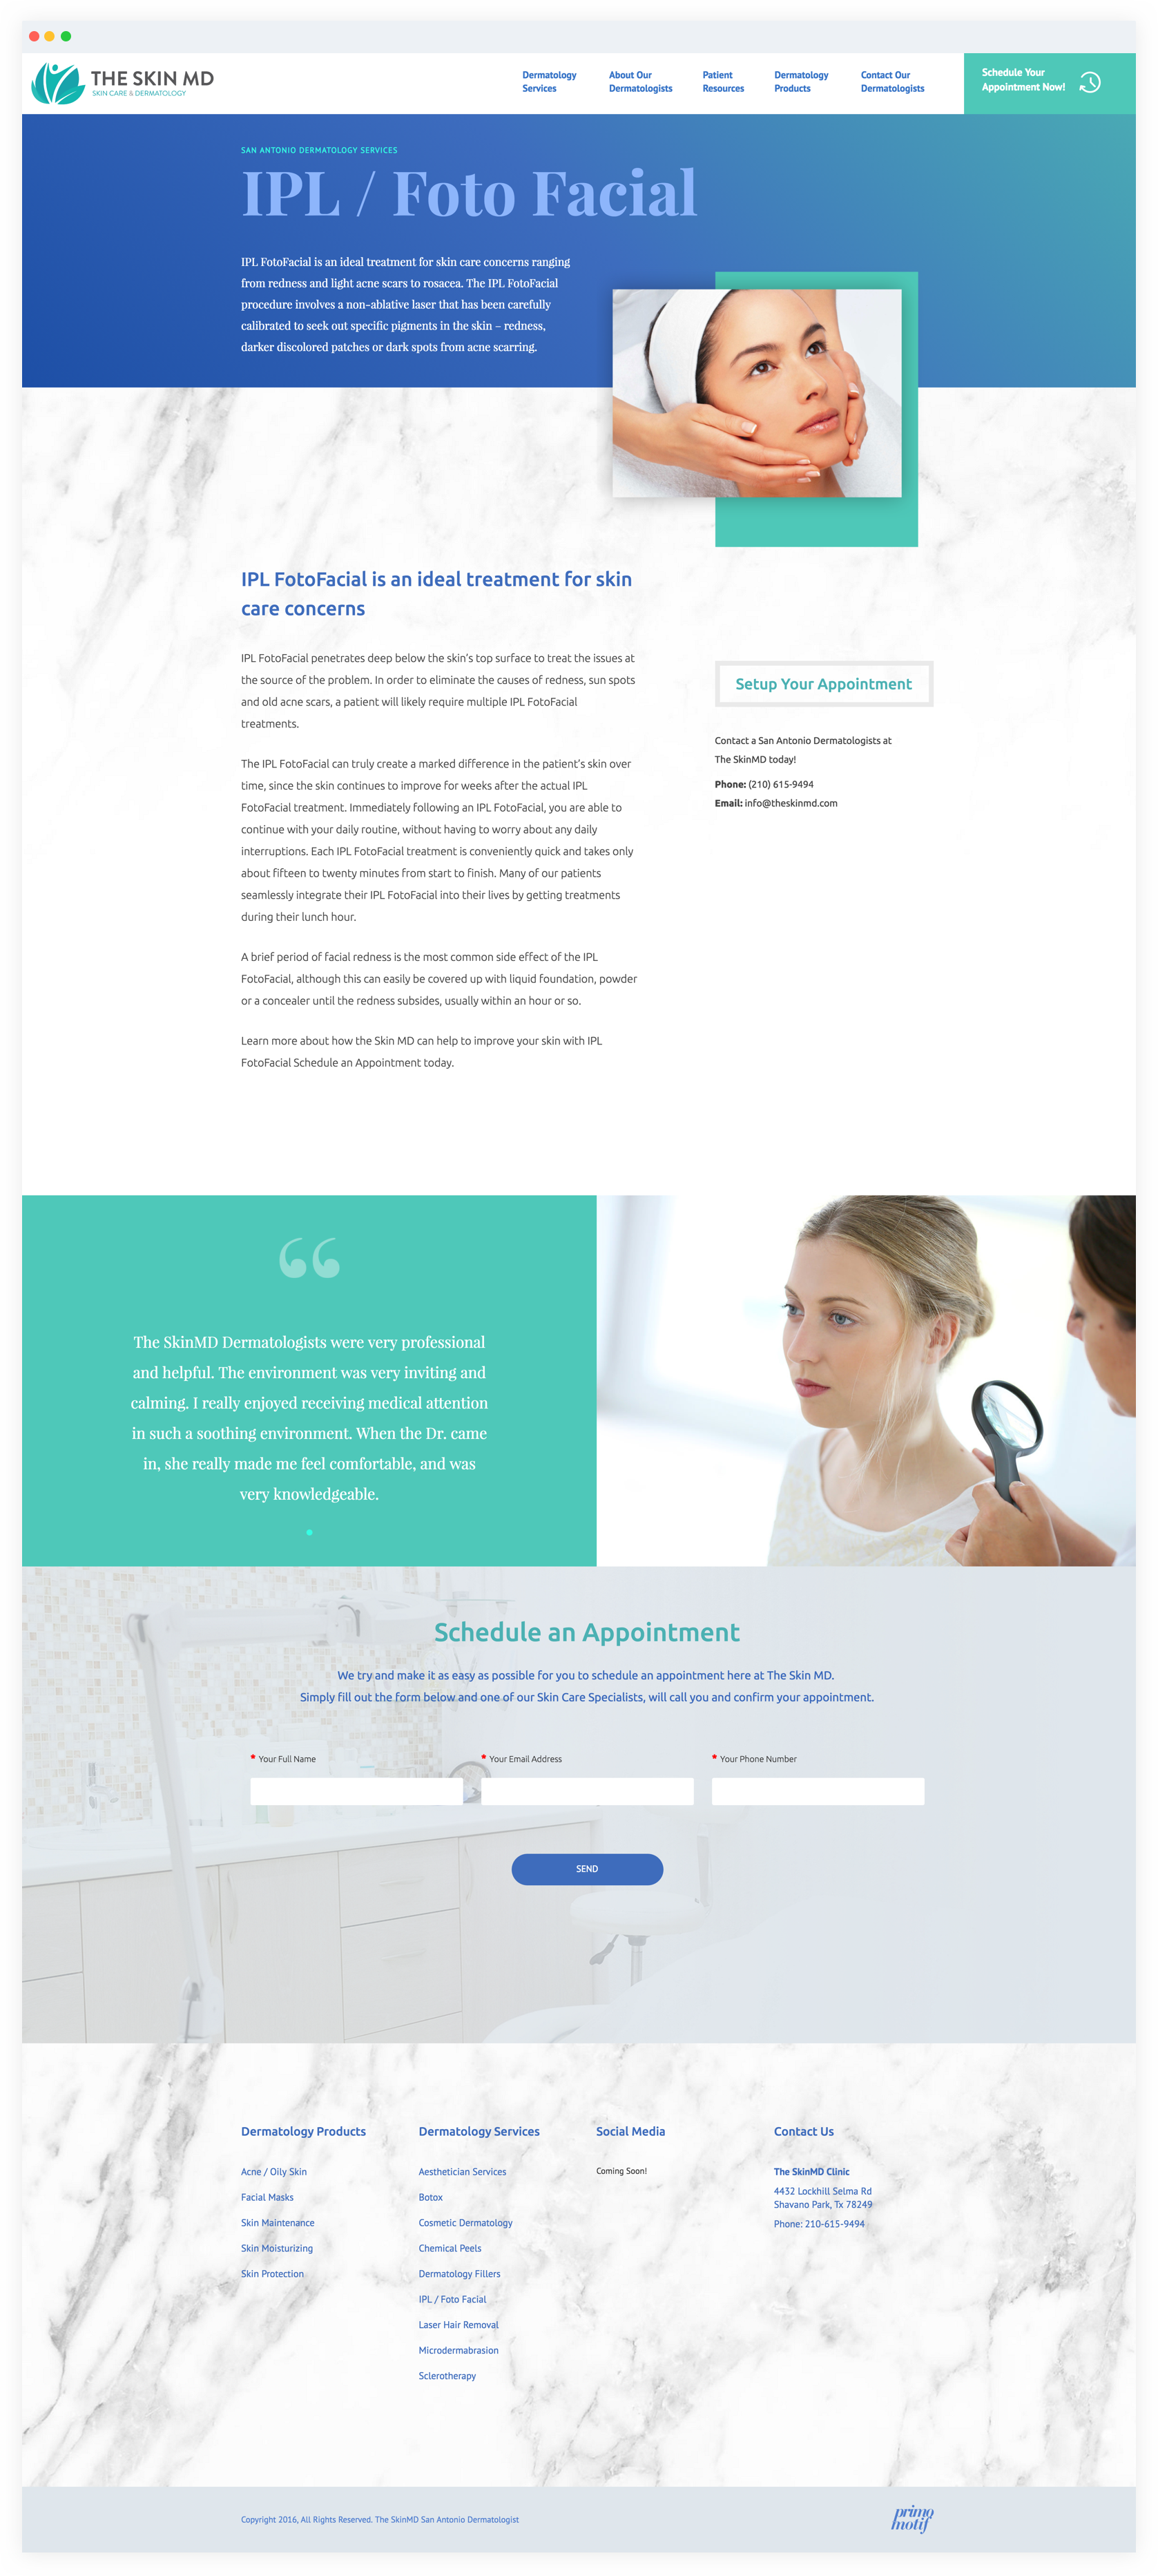 THE SKIN MD
SKIN CARE & DERMATOLOGY
Dermatology
Services
About Our
Dermatologists
Patient
Resources
Dermatology
Products
Contact Our
Dermatologists
Schedule Your
Appointment Now!
SAN ANTONIO DERMATOLOGY SERVICES
IPL / Foto Facial
IPL FotoFacial is an ideal treatment for skin care concerns ranging
from redness and light acne scars to rosacea. The IPL FotoFacial
procedure involves a non-ablative laser that has been carefully
calibrated to seek out specific pigments in the skin – redness,
darker discolored patches or dark spots from acne scarring.
IPL FotoFacial is an ideal treatment for skin
care concerns
IPL FotoFacial penetrates deep below the skin's top surface to treat the issues at
the source of the problem. In order to eliminate the causes of redness, sun spots
and old acne scars, a patient will likely require multiple IPL FotoFacial
treatments.
The IPL FotoFacial can truly create a marked difference in the patient's skin over
time, since the skin continues to improve for weeks after the actual IPL
FotoFacial treatment. Immediately following an IPL FotoFacial, you are able to
continue with your daily routine, without having to worry about any daily
interruptions. Each IPL FotoFacial treatment is conveniently quick and takes only
about fifteen to twenty minutes from start to finish. Many of our patients
seamlessly integrate their IPL FotoFacial into their lives by getting treatments
during their lunch hour.
A brief period of facial redness is the most common side effect of the IPL
FotoFacial, although this can easily be covered up with liquid foundation, powder
or a concealer until the redness subsides, usually within an hour or so.
Learn more about how the Skin MD can help to improve your skin with IPL
FotoFacial Schedule an Appointment today.
Setup Your Appointment
Contact a San Antonio Dermatologists at
The SkinMD today!
Phone: (210) 615-9494
Email: info@theskinmd.com
“
The SkinMD Dermatologists were very professional
and helpful. The environment was very inviting and
calming. I really enjoyed receiving medical attention
in such a soothing environment. When the Dr. came
in, she really made me feel comfortable, and was
very knowledgeable.
Schedule an Appointment
We try and make it as easy as possible for you to schedule an appointment here at The Skin MD.
Simply fill out the form below and one of our Skin Care Specialists, will call you and confirm your appointment.
* Your Full Name
* Your Email Address
* Your Phone Number
SEND
Dermatology Products
Acne / Oily Skin
Facial Masks
Skin Maintenance
Skin Moisturizing
Skin Protection
Dermatology Services
Aesthetician Services
Botox
Cosmetic Dermatology
Chemical Peels
Dermatology Fillers
IPL / Foto Facial
Laser Hair Removal
Microdermabrasion
Sclerotherapy
Social Media
Coming Soon!
Contact Us
The SkinMD Clinic
4432 Lockhill Selma Rd
Shavano Park, Tx 78249
Phone: 210-615-9494
Copyright 2016, All Rights Reserved. The SkinMD San Antonio Dermatologist
primo
motif